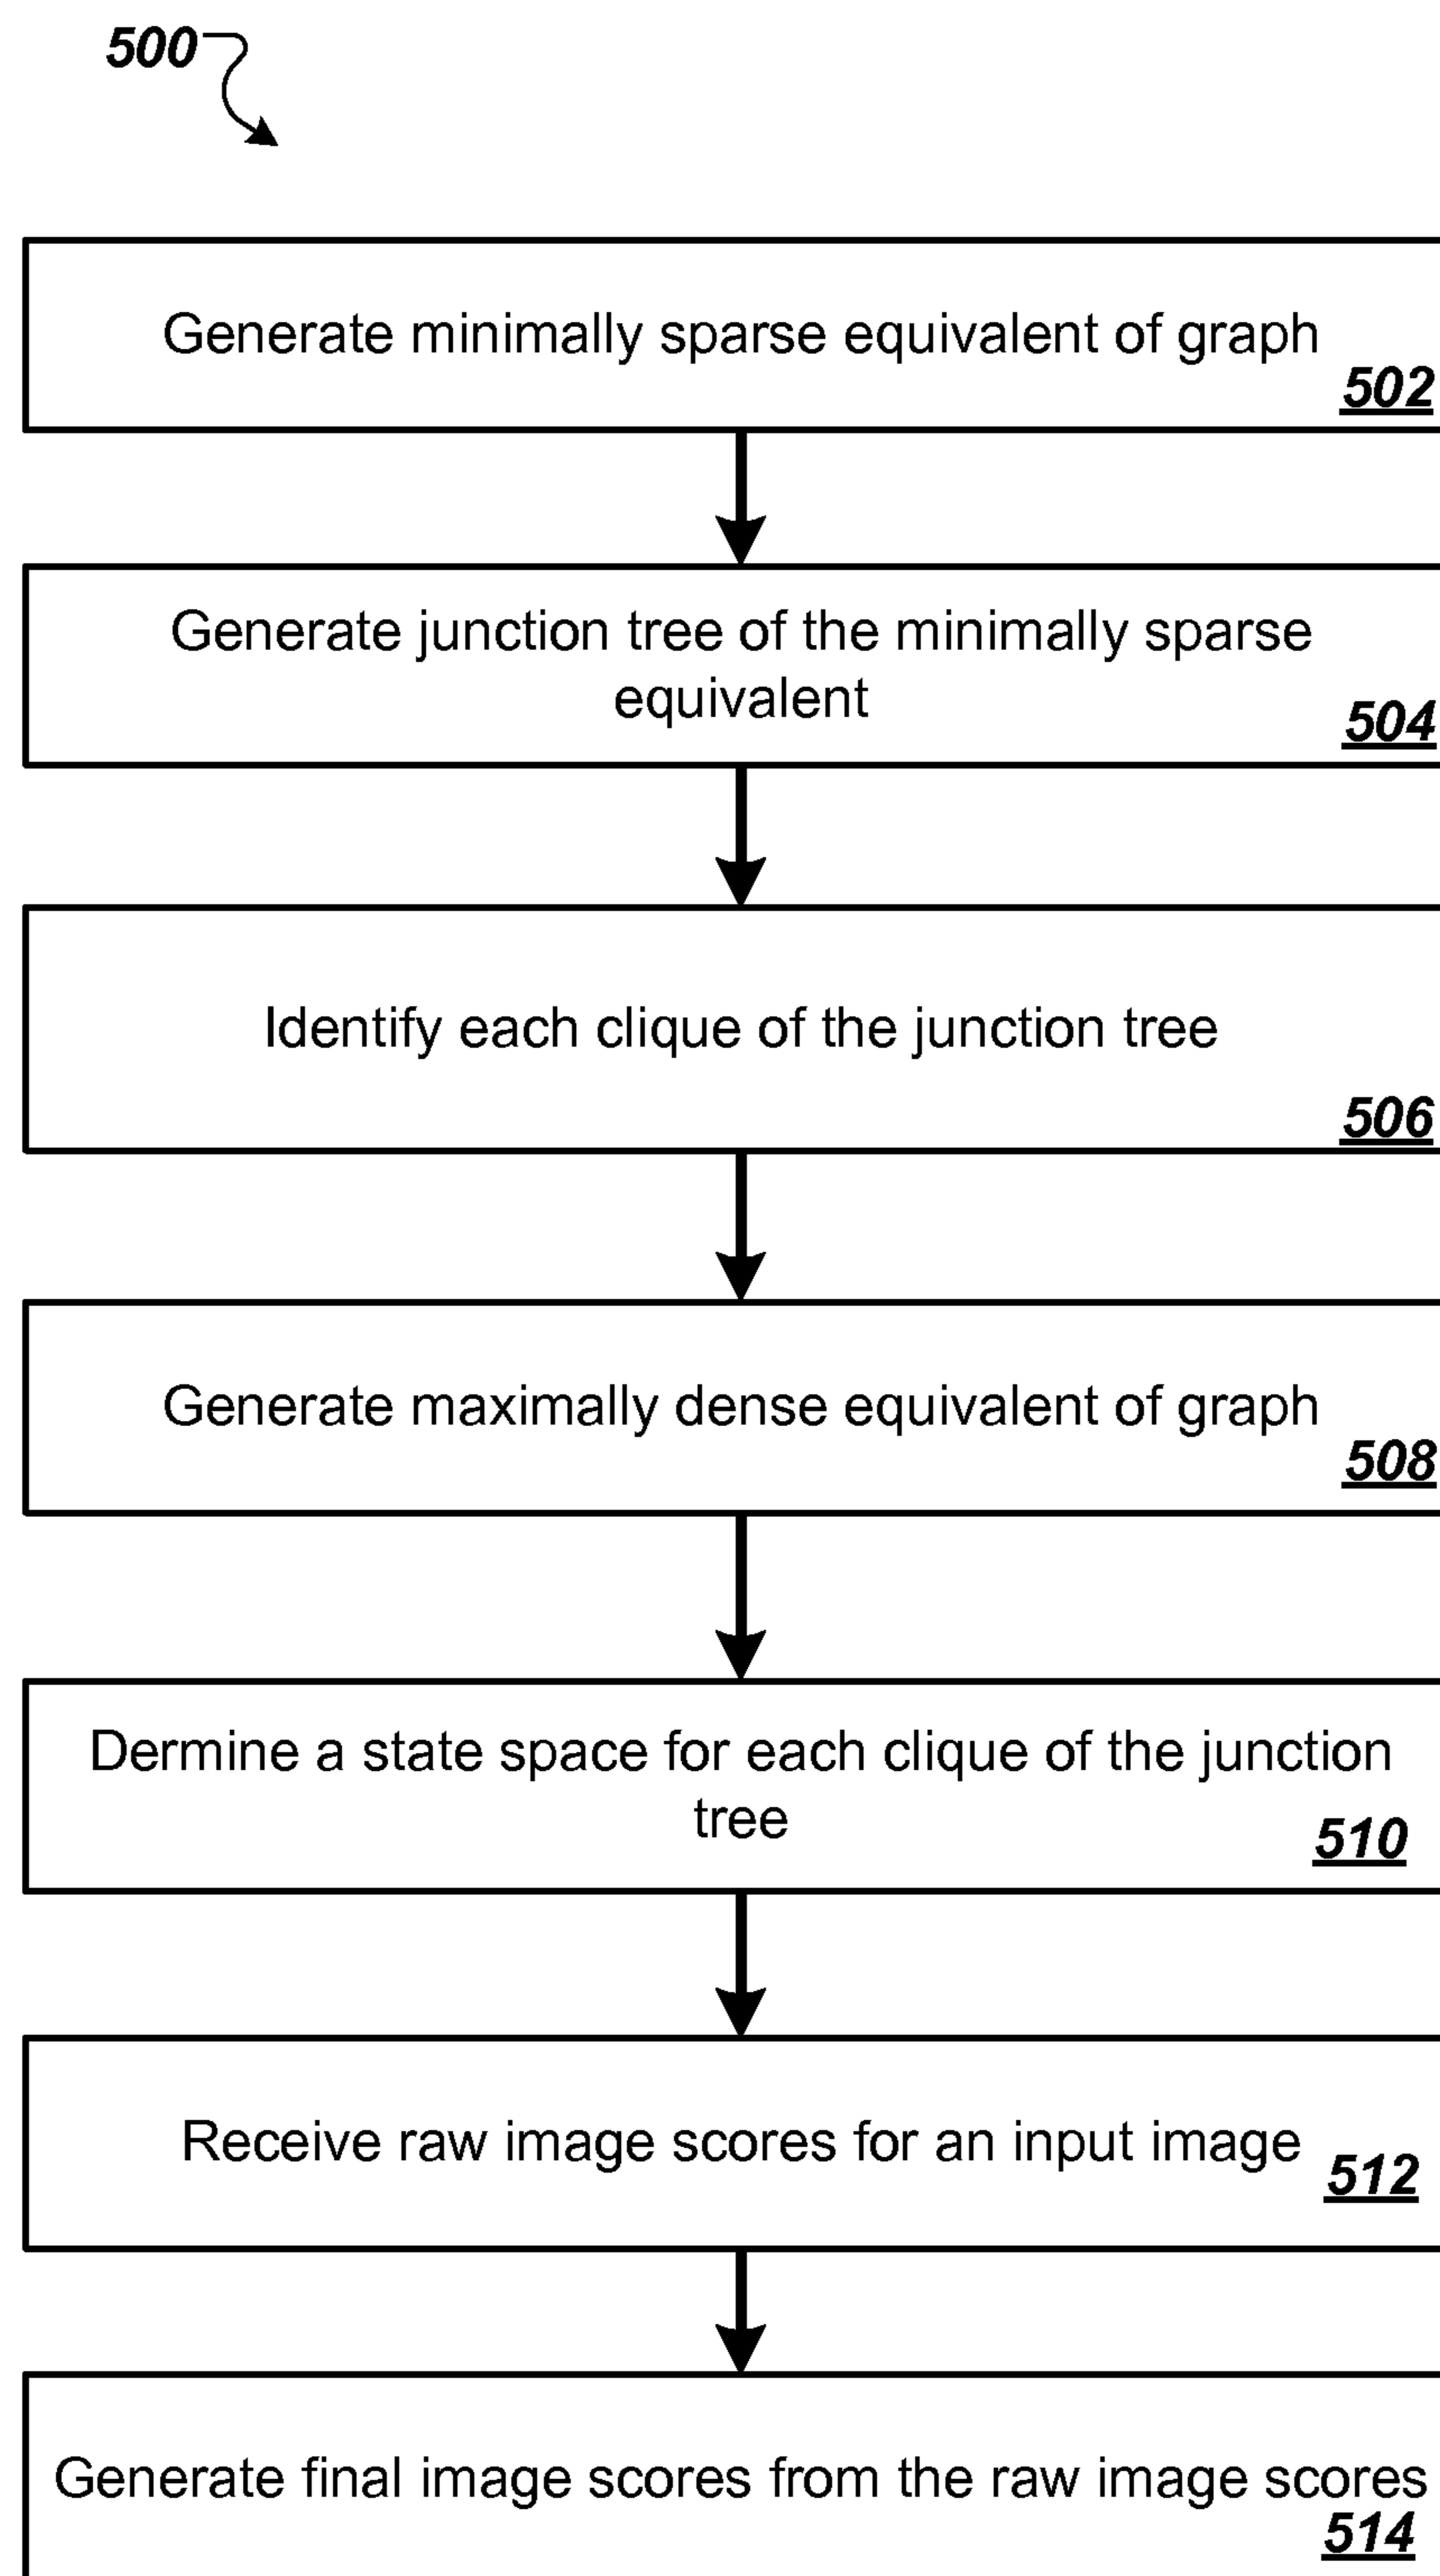 500
Generate minimally sparse equivalent of graph
502
Generate junction tree of the minimally sparse
equivalent
504
Identify each clique of the junction tree
506
Generate maximally dense equivalent of graph
508
Dermine a state space for each clique of the junction
tree
510
Receive raw image scores for an input image
512
Generate final image scores from the raw image scores
514